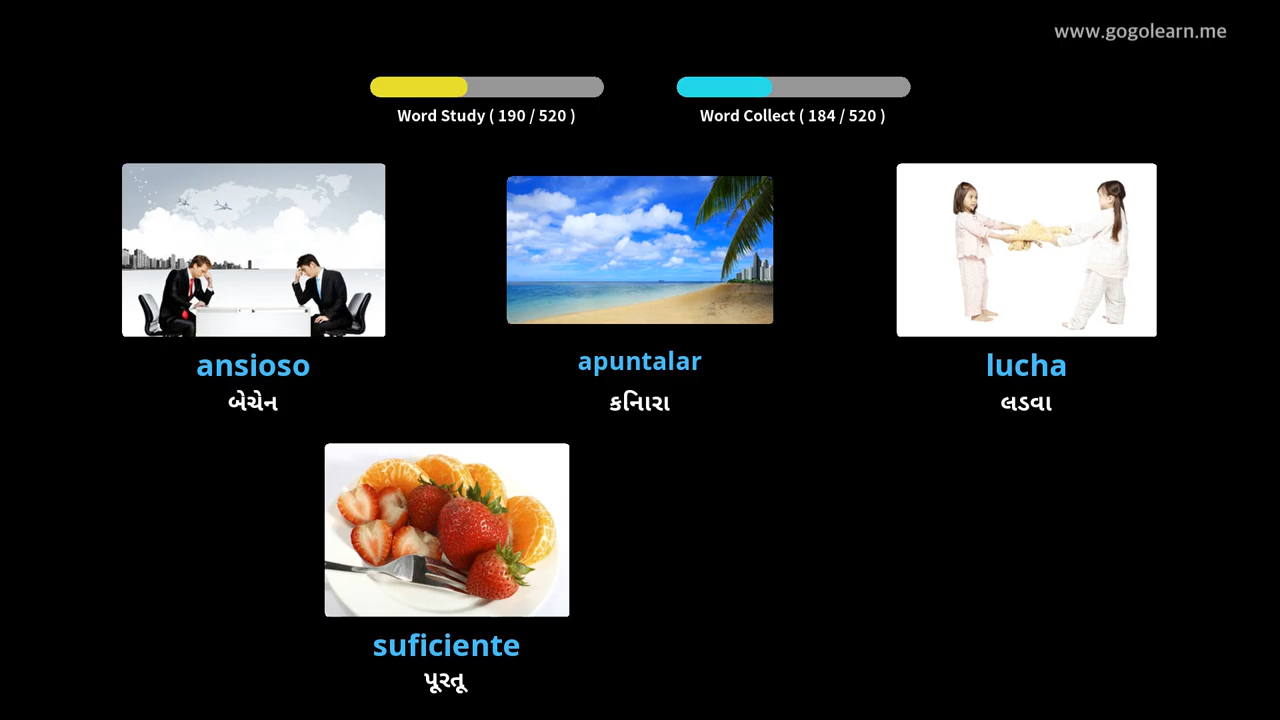 www.gogolearn.me
Word Study ( 190 / 520 )
Word Collect ( 184 / 520 )
ansioso
બેચેન
apuntalar
કિનારા
lucha
લડવા
suficiente
પૂરતૂ